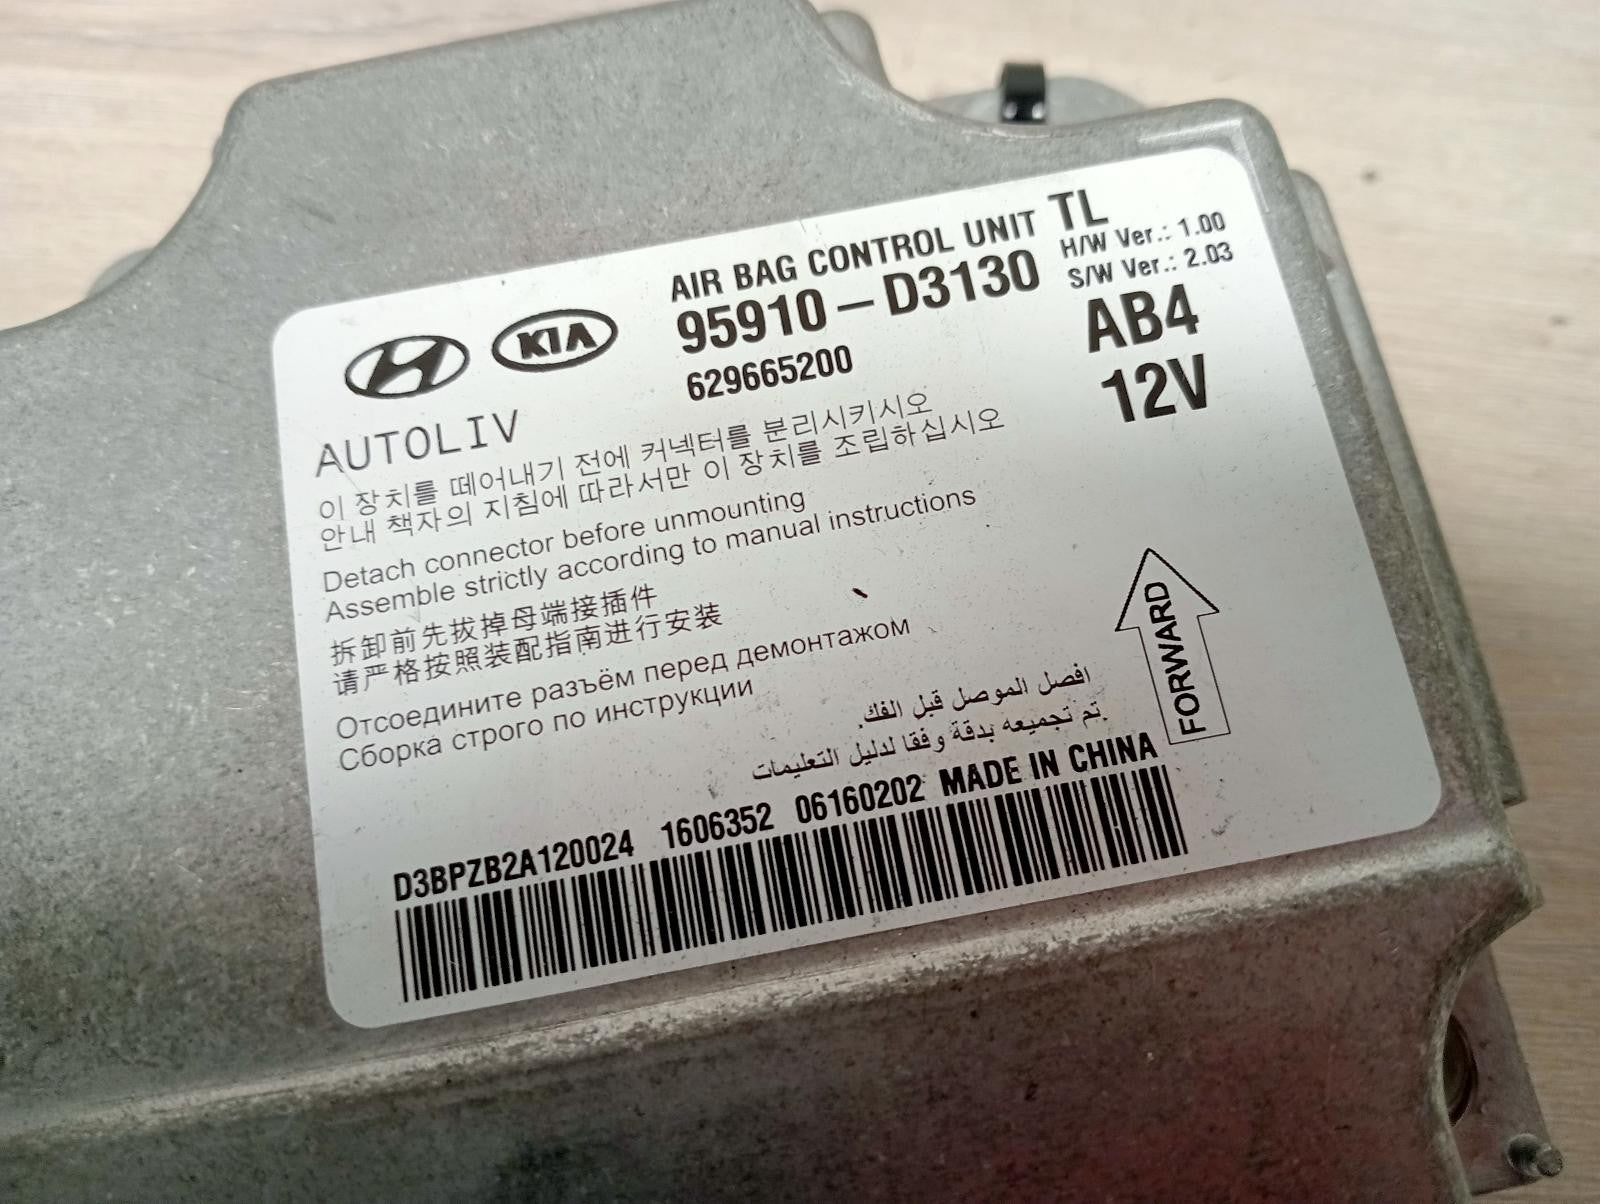 AIR BAG CONTROL UNIT TL
95910-D3130
629665200
H/W Ver.: 1.00
S/W Ver.: 2.03
AB4
12V
KIA
AUTOLIV
이 장치를 떼어내기 전에 커넥터를 분리시키시오
안내 책자의 지침에 따라서만 이 장치를 조립하십시오
Detach connector before unmounting
Assemble strictly according to manual instructions
拆卸前先拔掉母端接插件
请严格按照装配指南进行安装
Отсоедините разъём перед демонтажом
Сборка строго по инструкции
افصل الموصل قبل الفك.
تم تجميعه بدقة وفقا لدليل التعليمات.
FORWARD
D3BPZB2A120024 1606352 06160202 MADE IN CHINA